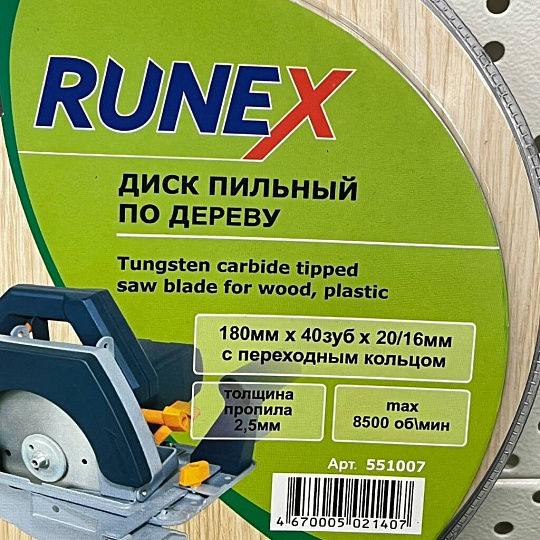 RUNEX
ДИСК ПИЛЬНЫЙ
ПО ДЕРЕВУ
Tungsten carbide tipped
saw blade for wood, plastic
180мм x 40зуб x 20/16мм
с переходным кольцом
толщина
пропила
2,5мм
max
8500 об\мин
Арт. 551007
4 670005 021407